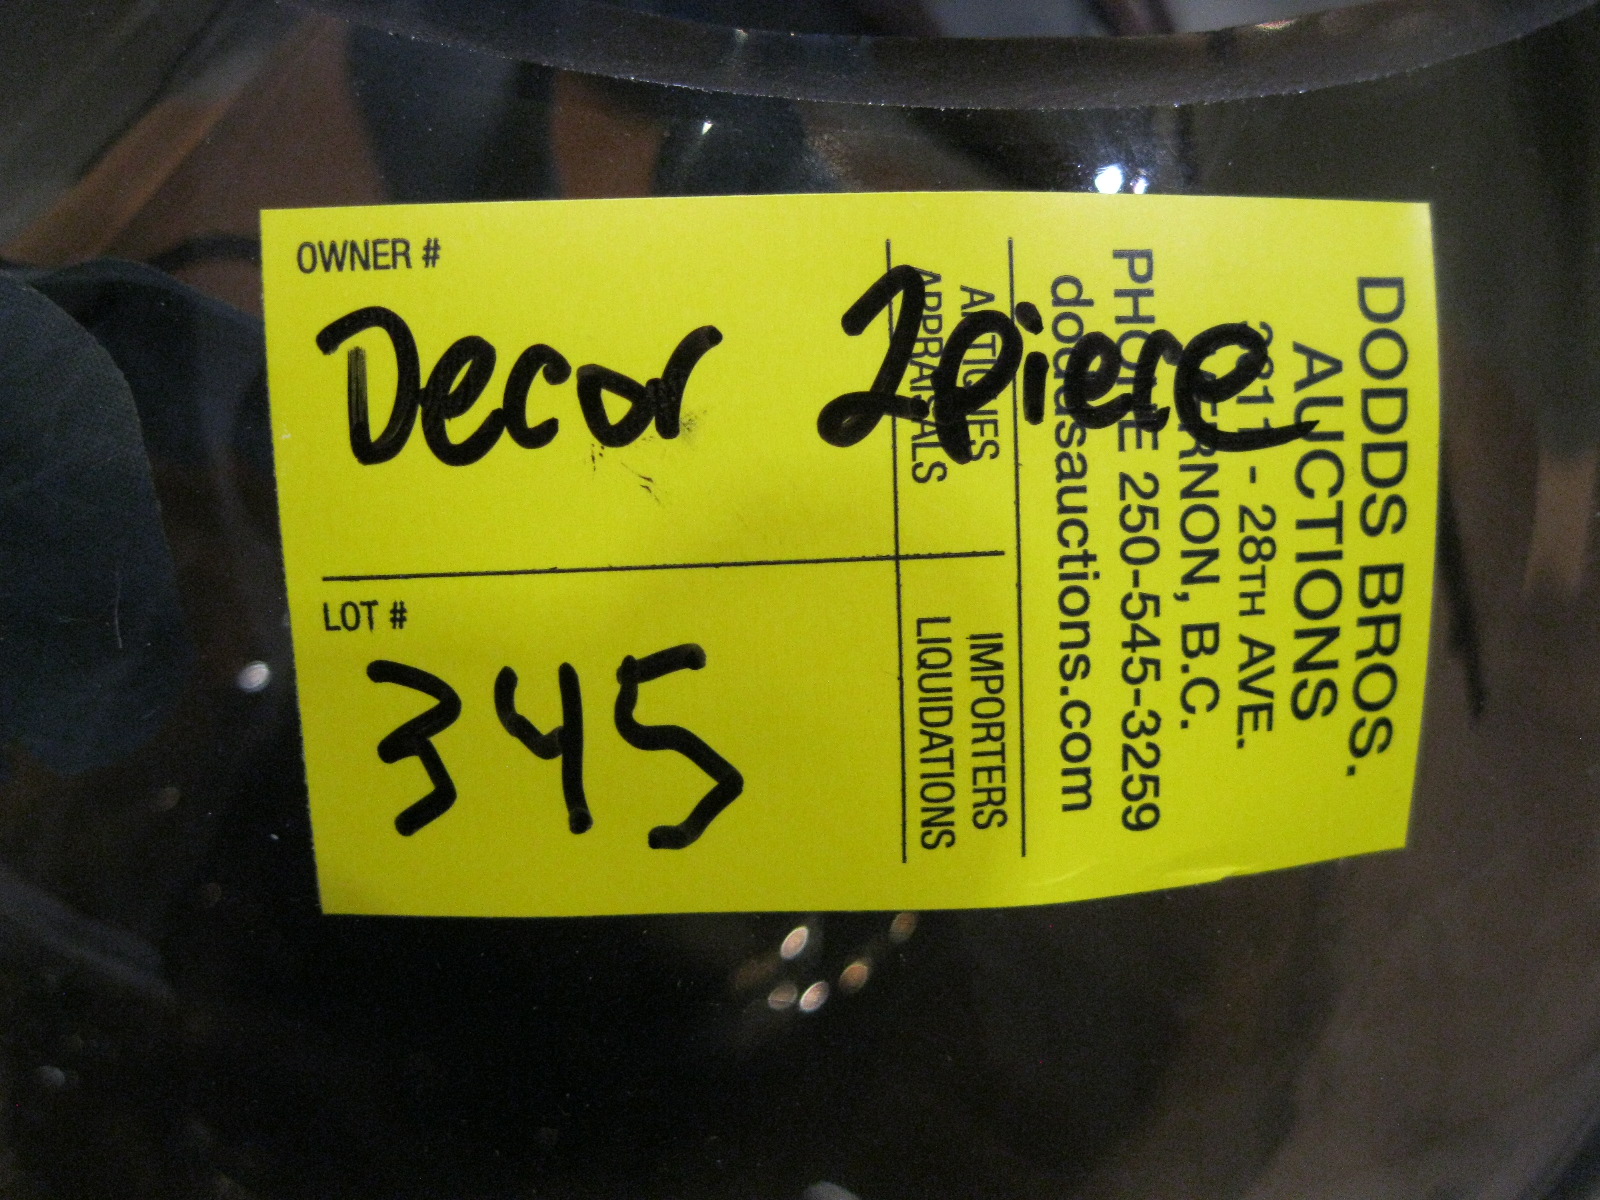 OWNER #
Decor 2piece
LOT #
345
DODDS BROS.
AUCTIONS
- 28TH AVE.
VERNON, B.C.
PHONE 250-545-3259
doddsauctions.com
ANTIQUES
APPRAISALS
IMPORTERS
LIQUIDATIONS